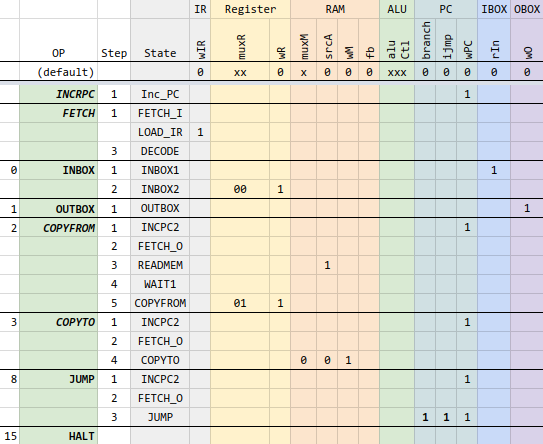 IR Register RAM ALU PC IBOX OBOX
OP Step State wIR muxR wR muxM srcA wM fb alu Ctl branch ijmp wPC rIn wO
(default) 0 xx 0 x 0 0 0 xxx 0 0 0 0 0
INCRPC 1 Inc_PC 1
FETCH 1 FETCH_I
LOAD_IR 1
3 DECODE
0 INBOX 1 INBOX1 1
2 INBOX2 00 1
1 OUTBOX 1 OUTBOX 1
2 COPYFROM 1 INCPC2 1
2 FETCH_O
3 READMEM 1
4 WAIT1
5 COPYFROM 01 1
3 COPYTO 1 INCPC2 1
2 FETCH_O
4 COPYTO 0 0 1
8 JUMP 1 INCPC2 1
2 FETCH_O
3 JUMP 1 1 1
15 HALT